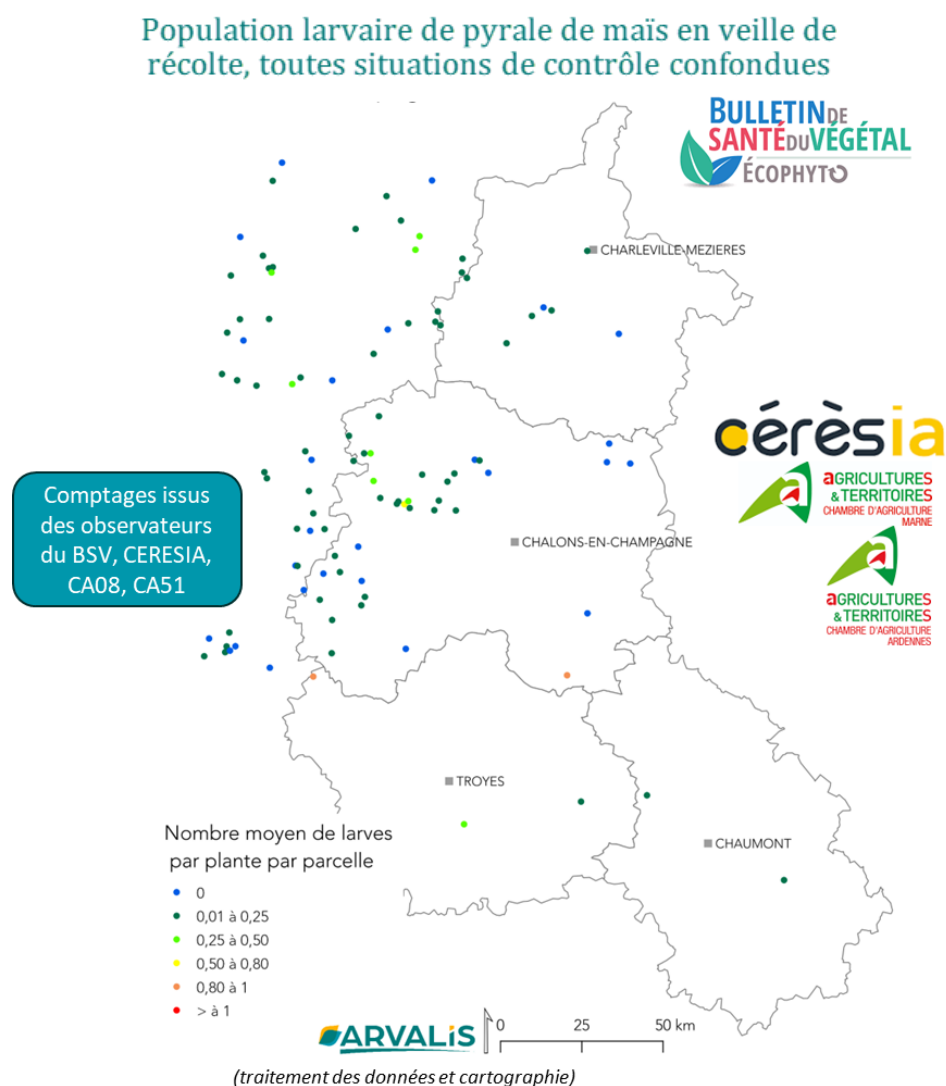 Population larvaire de pyrale de maïs en veille de
récolte, toutes situations de contrôle confondues
BULLETIN DE
SANTÉ DU VÉGÉTAL
ÉCOPHYTO
CHARLEVILLE-MEZIERES
cérèsia
AGRICULTURES
& TERRITOIRES
CHAMBRE D'AGRICULTURE
MARNE
Comptages issus
des observateurs
du BSV, CERESIA,
CA08, CA51
CHALONS-EN-CHAMPAGNE
AGRICULTURES
& TERRITOIRES
CHAMBRE D'AGRICULTURE
ARDENNES
TROYES
CHAUMONT
Nombre moyen de larves
par plante par parcelle
0
0,01 à 0,25
0,25 à 0,50
0,50 à 0,80
0,80 à 1
> à 1
ARVALIS
0 25 50 km
(traitement des données et cartographie)